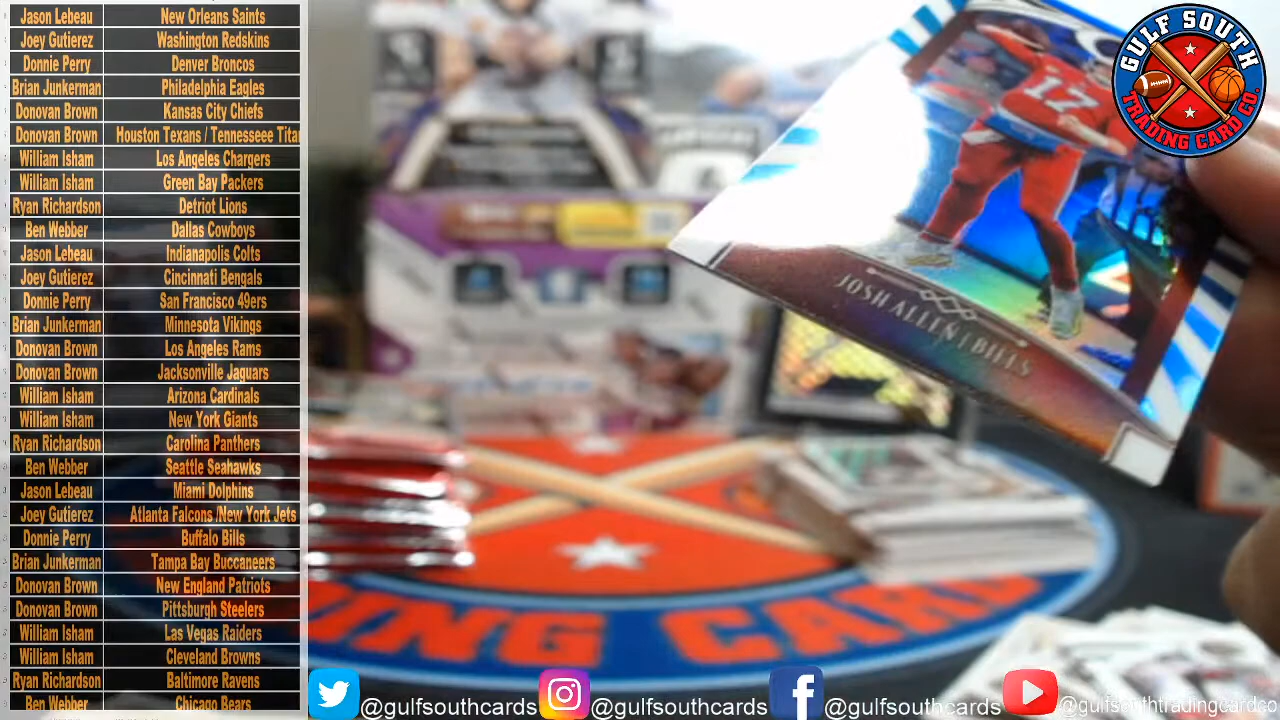 Jason Lebeau New Orleans Saints
Joey Gutierez Washington Redskins
Donnie Perry Denver Broncos
Brian Junkerman Philadelphia Eagles
Donovan Brown Kansas City Chiefs
Donovan Brown Houston Texans / Tennesseee Titan
William Isham Los Angeles Chargers
William Isham Green Bay Packers
Ryan Richardson Detriot Lions
Ben Webber Dallas Cowboys
Jason Lebeau Indianapolis Colts
Joey Gutierez Cincinnati Bengals
Donnie Perry San Francisco 49ers
Brian Junkerman Minnesota Vikings
Donovan Brown Los Angeles Rams
Donovan Brown Jacksonville Jaguars
William Isham Arizona Cardinals
William Isham New York Giants
Ryan Richardson Carolina Panthers
Ben Webber Seattle Seahawks
Jason Lebeau Miami Dolphins
Joey Gutierez Atlanta Falcons /New York Jets
Donnie Perry Buffalo Bills
Brian Junkerman Tampa Bay Buccaneers
Donovan Brown New England Patriots
Donovan Brown Pittsburgh Steelers
William Isham Las Vegas Raiders
William Isham Cleveland Browns
Ryan Richardson Baltimore Ravens
Ben Webber Chicago Bears
GULF SOUTH
TRADING CARD CO.
17
JOSH ALLEN | BILLS
ING CAR
@gulfsouthcards
@gulfsouthcards
@gulfsouthcards
@gulfsouthtradingcardco